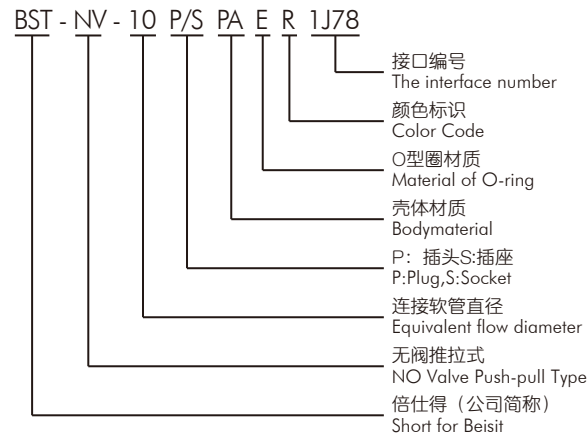 BST - NV - 10 P/S PA E R 1J78
接口编号
The interface number
颜色标识
Color Code
O型圈材质
Material of O-ring
壳体材质
Bodymaterial
P：插头S:插座
P:Plug,S:Socket
连接软管直径
Equivalent flow diameter
无阀推拉式
NO Valve Push-pull Type
倍仕得（公司简称）
Short for Beisit